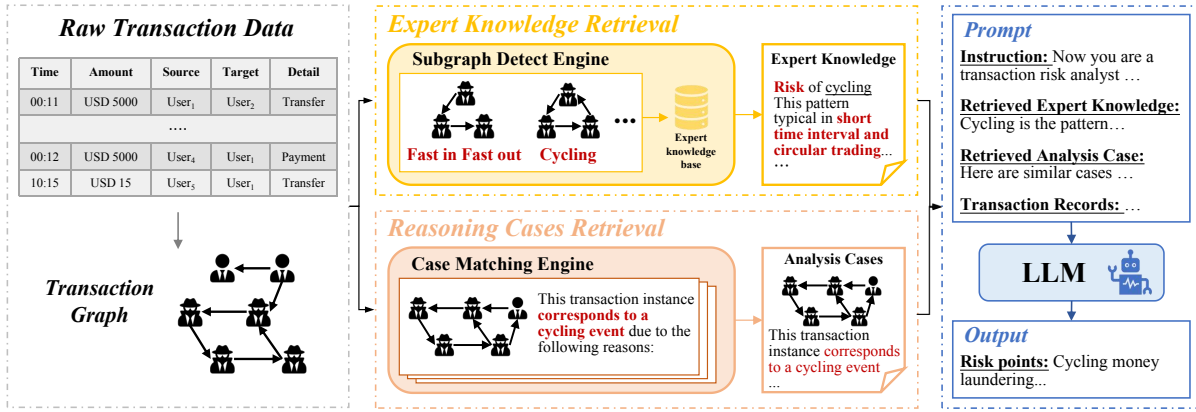 Raw Transaction Data
Time Amount Source Target Detail
00:11 USD 5000 User₁ User₂ Transfer
....
00:12 USD 5000 User₄ User₁ Payment
10:15 USD 15 User₅ User₁ Transfer
Transaction
Graph
Expert Knowledge Retrieval
Subgraph Detect Engine
Fast in Fast out
Cycling
...
Expert
knowledge
base
Expert Knowledge
Risk of cycling
This pattern
typical in short
time interval and
circular trading...
...
Reasoning Cases Retrieval
Case Matching Engine
This transaction instance
corresponds to a
cycling event due to the
following reasons:
Analysis Cases
This transaction
instance corresponds
to a cycling event
...
Prompt
Instruction: Now you are a
transaction risk analyst ...
Retrieved Expert Knowledge:
Cycling is the pattern...
Retrieved Analysis Case:
Here are similar cases ...
Transaction Records: ...
LLM
Output
Risk points: Cycling money
laundering...